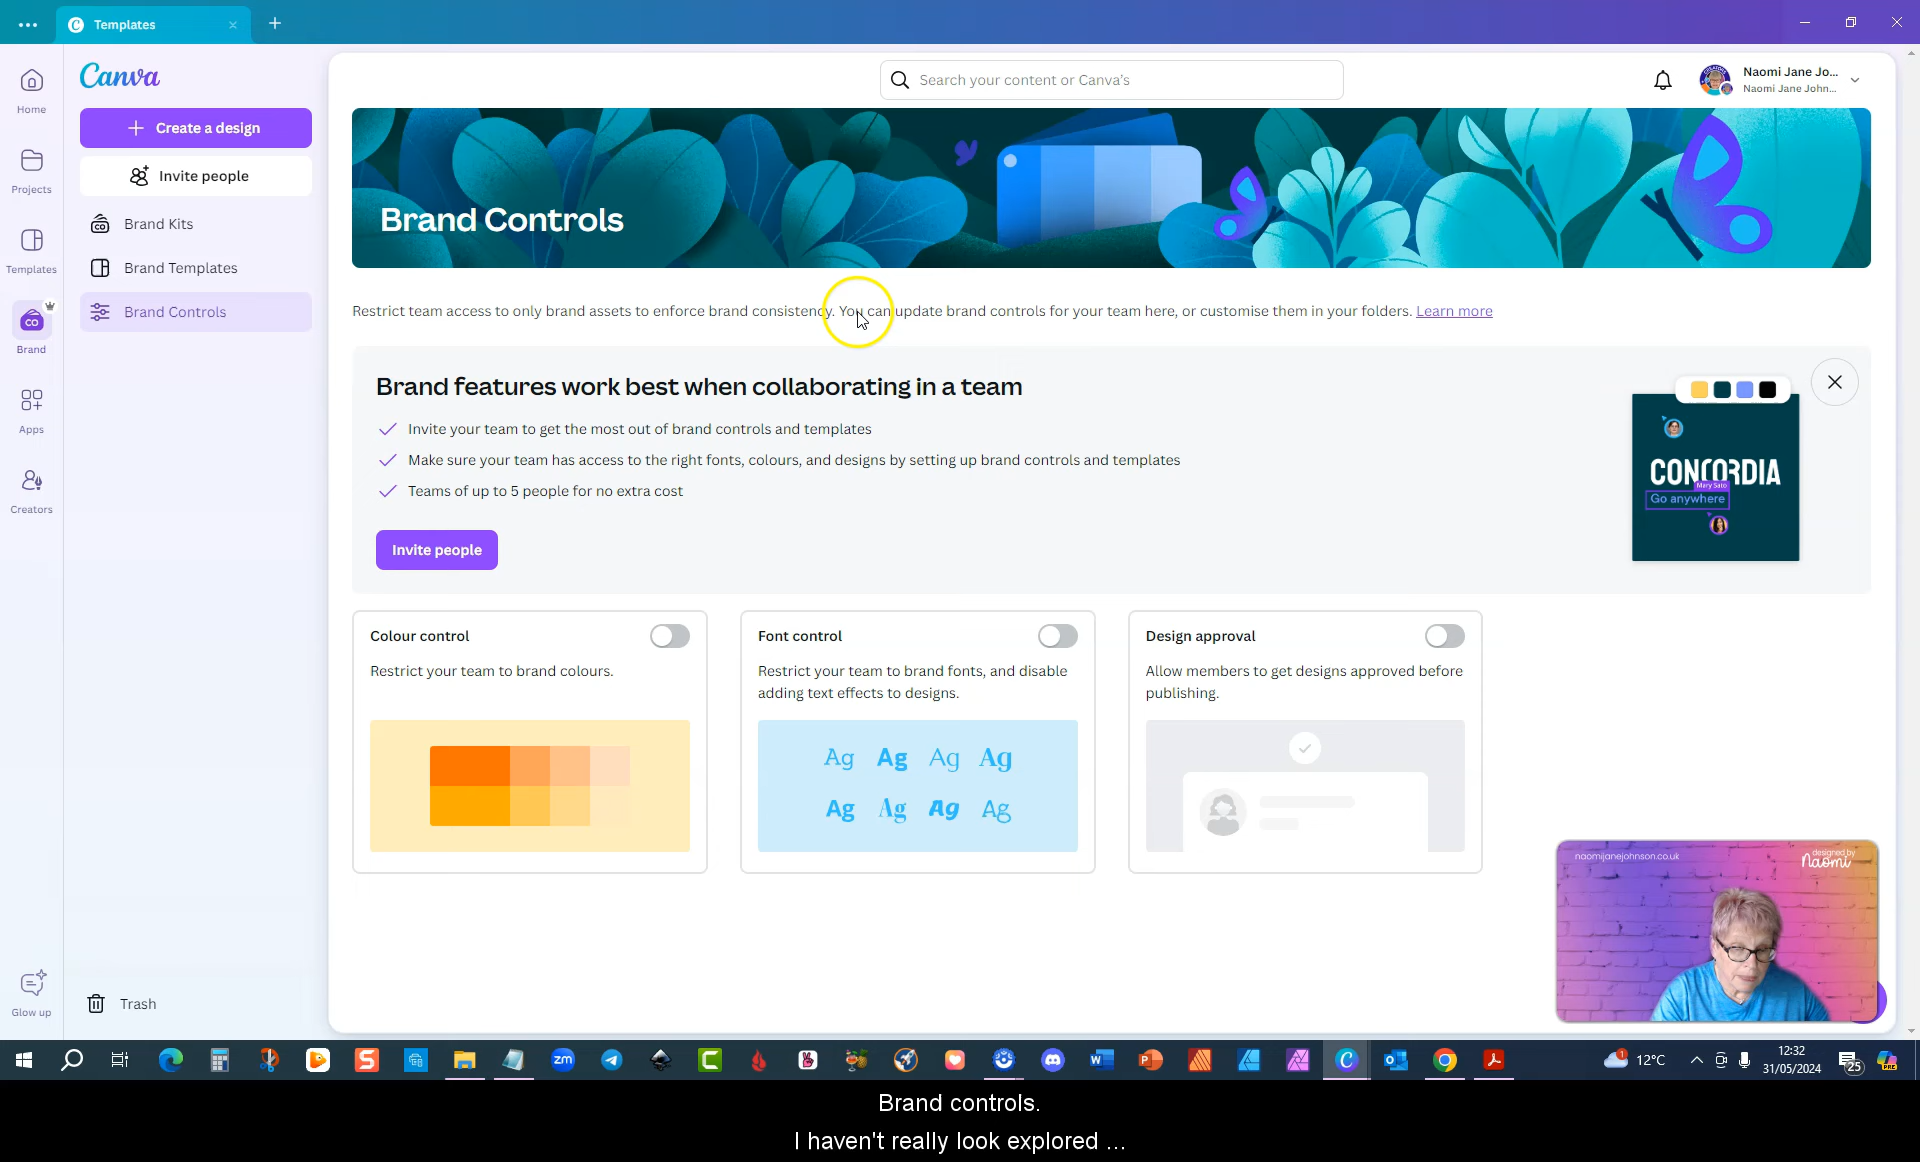 Templates
Canva
Home
Create a design
Search your content or Canva's
Naomi Jane Jo...
Naomi Jane John...
Invite people
Projects
Brand Kits
Brand Controls
Templates
Brand Templates
Brand Controls
CO
Brand
Restrict team access to only brand assets to enforce brand consistency. You can update brand controls for your team here, or customise them in your folders. Learn more
Brand features work best when collaborating in a team
Apps
Invite your team to get the most out of brand controls and templates
Make sure your team has access to the right fonts, colours, and designs by setting up brand controls and templates
Teams of up to 5 people for no extra cost
CONCORDIA
Mary Sato
Go anywhere
Creators
Invite people
Colour control
Restrict your team to brand colours.
Font control
Restrict your team to brand fonts, and disable
adding text effects to designs.
Design approval
Allow members to get designs approved before
publishing.
Ag Ag Ag Ag
Ag Ag Ag Ag
naomijanejohnson.co.uk
designed by
Naomi
Glow up
Trash
zm
12°C
12:32
31/05/2024
25
Brand controls.
I haven't really look explored ...